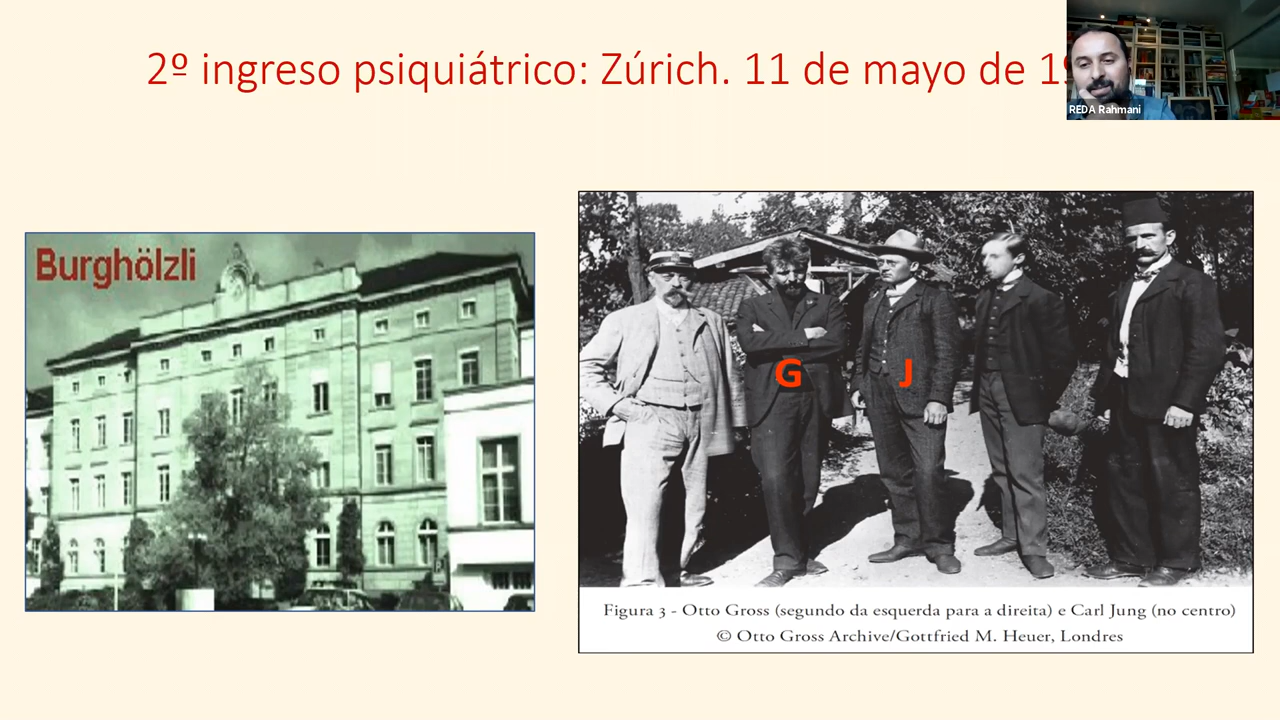 2º ingreso psiquiátrico: Zúrich. 11 de mayo de
REDA Rahmani
Burghölzli
G
J
Figura 3 - Otto Gross (segundo da esquerda para a direita) e Carl Jung (no centro)
© Otto Gross Archive/Gottfried M. Heuer, Londres